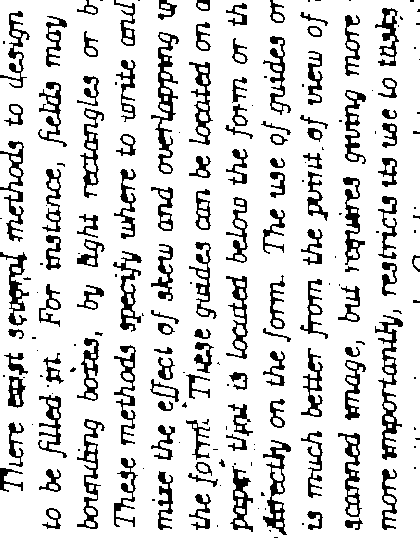 There exist several methods to design
to be filled in. For instance, fields may
bounding boxes, by light rectangles or b
These methods specify where to write and
mize the effect of skew and overlapping
the form. These guides can be located on a
paper that is located below the form or th
directly on the form. The use of guides on
is much better from the point of view of
scanned image, but requires giving more
more importantly, restricts its use to tasks